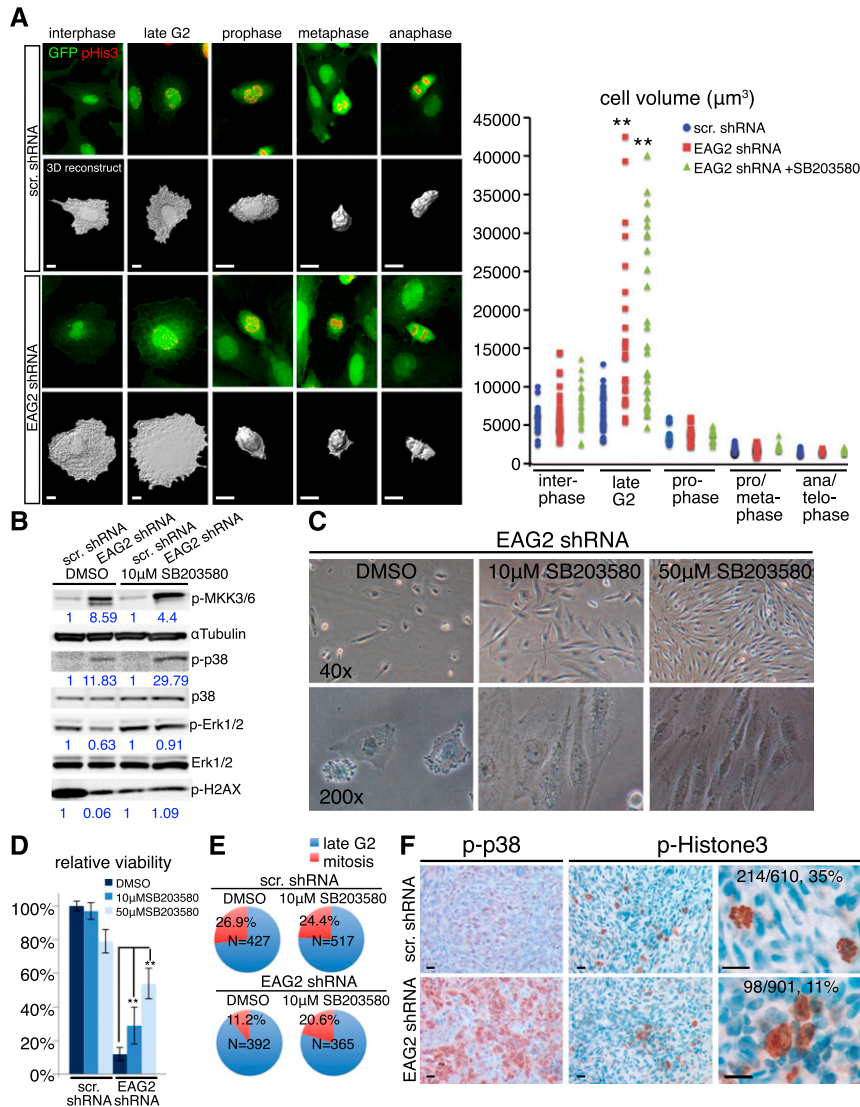 A
interphase late G2 prophase metaphase anaphase
GFP pHis3
scr. shRNA
3D reconstruct
EAG2 shRNA
cell volume (µm³)
45000
40000
35000
30000
25000
20000
15000
10000
5000
0
** **
scr. shRNA
EAG2 shRNA
EAG2 shRNA +SB203580
inter-
phase
late
G2
pro-
phase
pro/
meta-
phase
ana/
telo-
phase
B
scr. shRNA EAG2 shRNA scr. shRNA EAG2 shRNA
DMSO 10µM SB203580
p-MKK3/6
1 8.59 1 4.4
αTubulin
p-p38
1 11.83 1 29.79
p38
p-Erk1/2
1 0.63 1 0.91
Erk1/2
p-H2AX
1 0.06 1 1.09
C
EAG2 shRNA
DMSO 10µM SB203580 50µM SB203580
40x
200x
D
relative viability
DMSO
10µMSB203580
50µMSB203580
100%
80%
60%
40%
20%
0%
** **
scr.
shRNA
EAG2
shRNA
E
late G2
mitosis
scr. shRNA
DMSO 10µM SB203580
26.9% 24.4%
N=427 N=517
EAG2 shRNA
DMSO 10µM SB203580
11.2% 20.6%
N=392 N=365
F
p-p38 p-Histone3
scr. shRNA
214/610, 35%
EAG2 shRNA
98/901, 11%